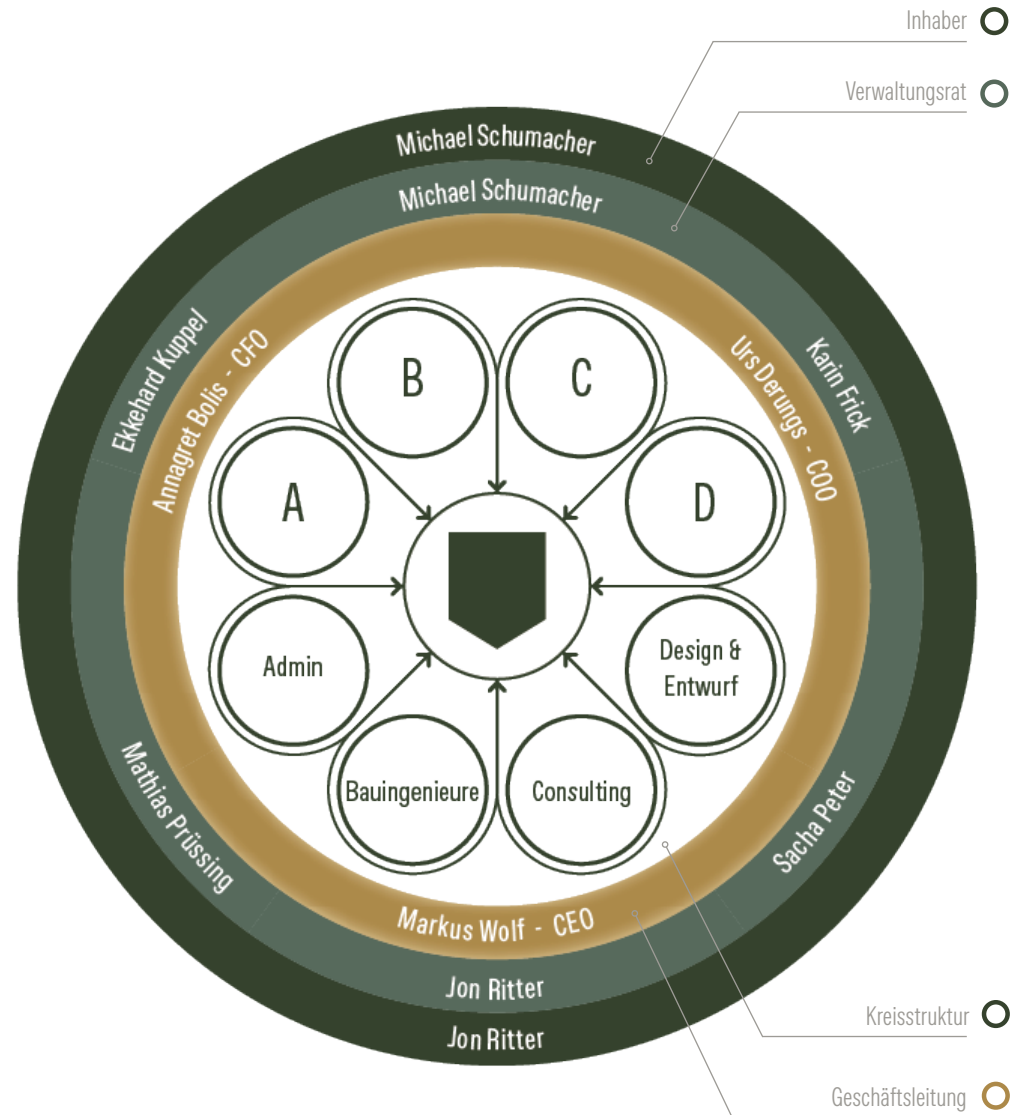 Inhaber
Verwaltungsrat
Michael Schumacher
Michael Schumacher
Ekkehard Kuppel
Annagret Bolis - CFO
Urs Derungs - COO
Karin Frick
B
C
A
D
Admin
Design &
Entwurf
Bauingenieure
Consulting
Mathias Prüssing
Sacha Peter
Markus Wolf - CEO
Jon Ritter
Jon Ritter
Kreisstruktur
Geschäftsleitung